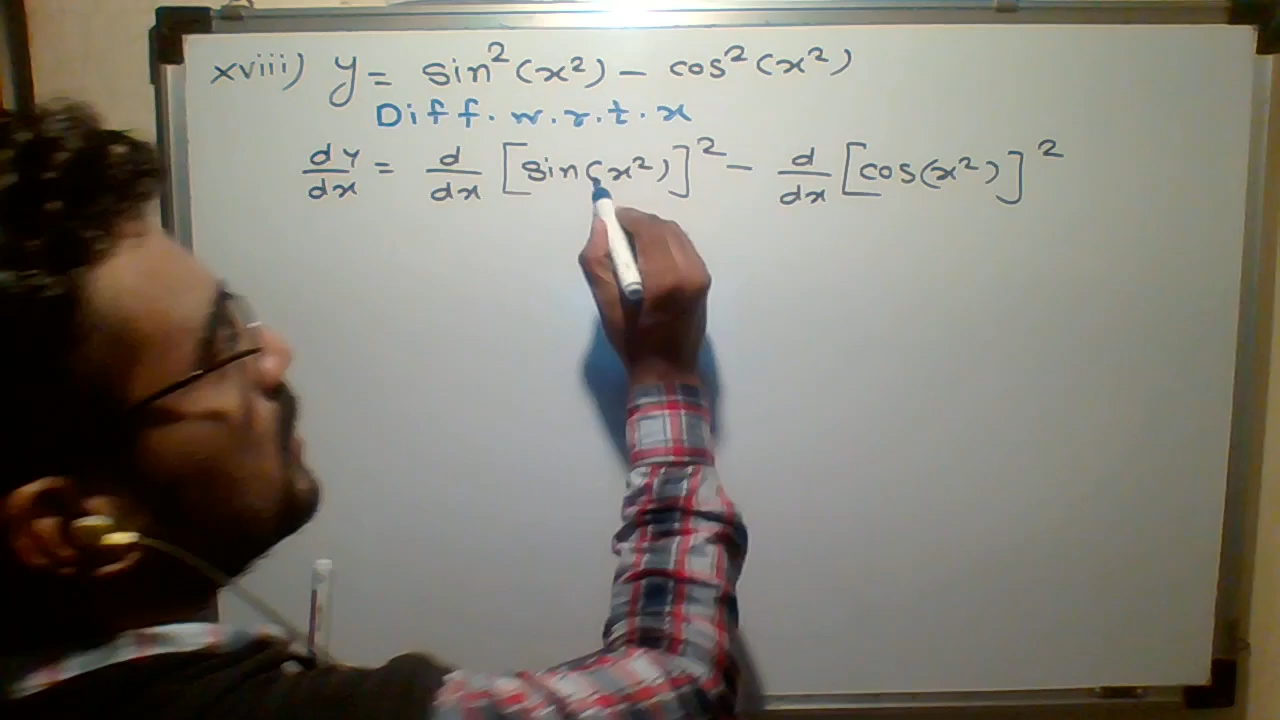 xviii) y = sin²(x²) - cos²(x²)
Diff. w.r.t. x
dy/dx = d/dx [sin(x²)]² - d/dx [cos(x²)]²